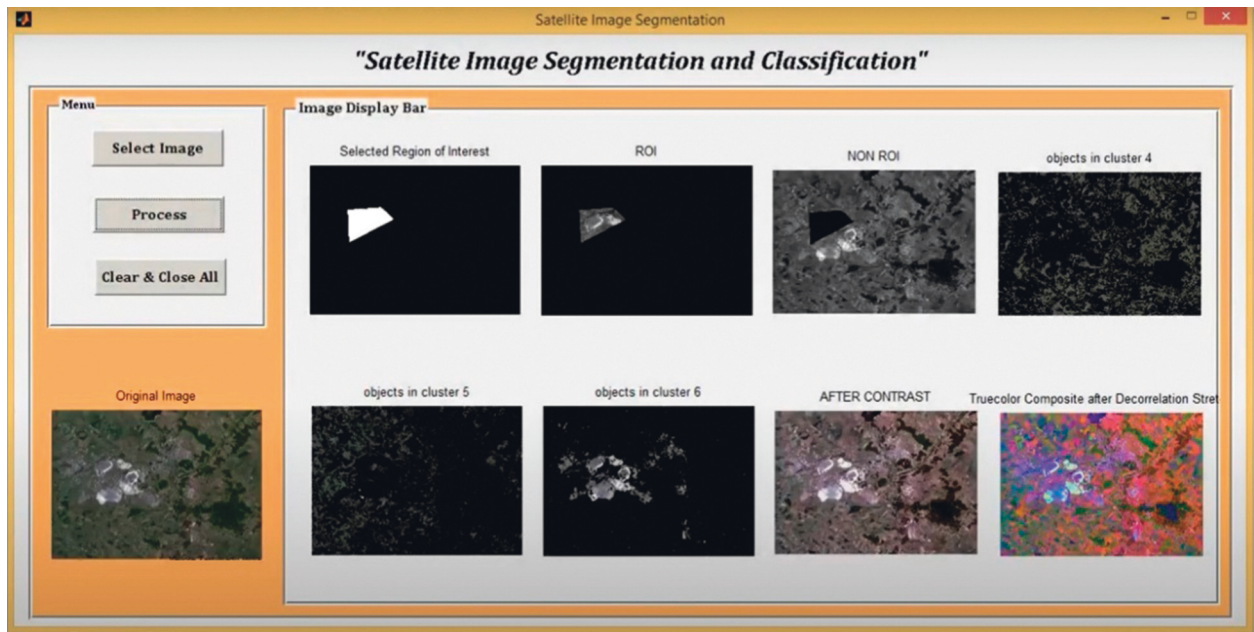 Satellite Image Segmentation
"Satellite Image Segmentation and Classification"
Menu
Select Image
Process
Clear & Close All
Original Image
Image Display Bar
Selected Region of Interest
ROI
NON ROI
objects in cluster 4
objects in cluster 5
objects in cluster 6
AFTER CONTRAST
Truecolor Composite after Decorrelation Stret